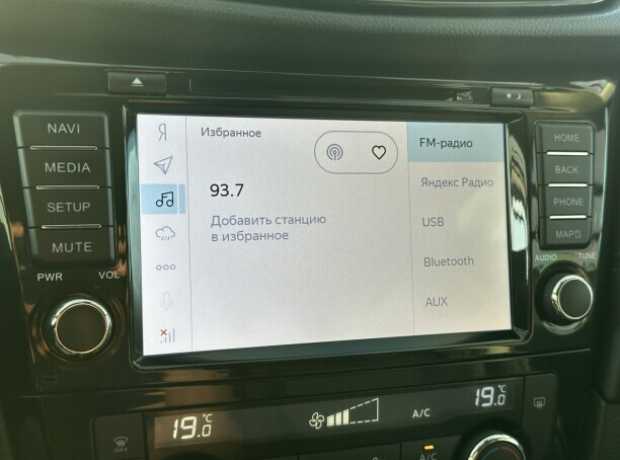 NAVI
MEDIA
SETUP
MUTE
PWR VOL
Я
Избранное
93.7
Добавить станцию
в избранное
FM-радио
Яндекс Радио
USB
Bluetooth
AUX
HOME
BACK
PHONE
MAPS
AUDIO TUNE
19.0 °C
A/C
19.0 °C